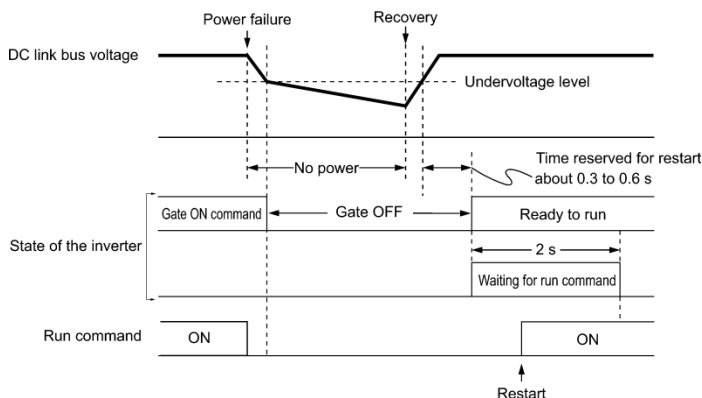 Power failure
Recovery
DC link bus voltage
Undervoltage level
No power
Time reserved for restart
about 0.3 to 0.6 s
Gate ON command
Gate OFF
Ready to run
State of the inverter
2 s
Waiting for run command
Run command
ON
ON
Restart